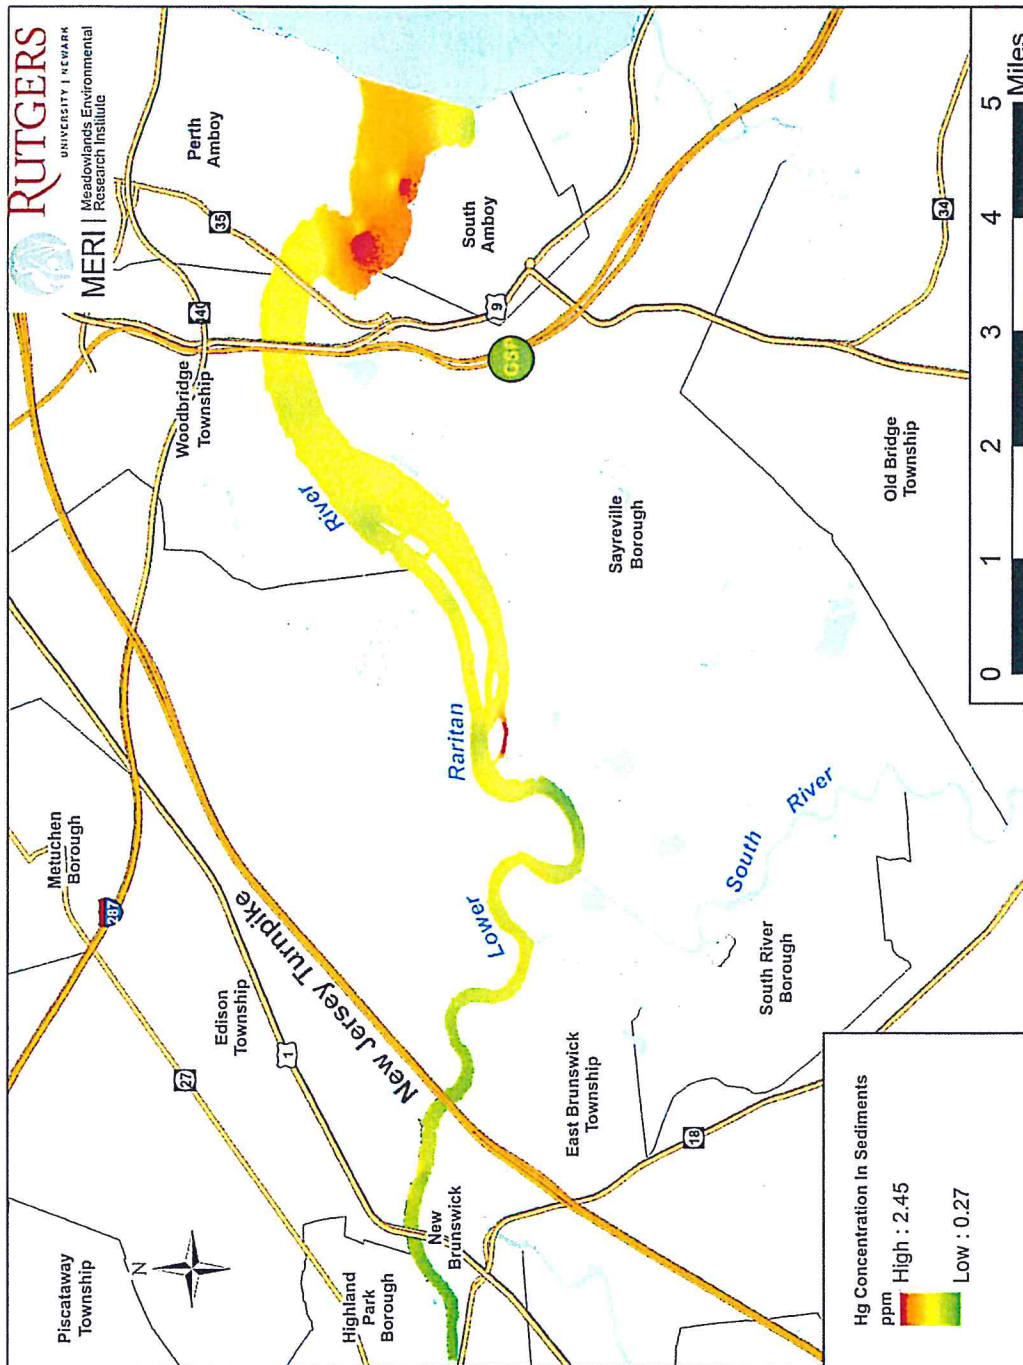 RUTGERS
UNIVERSITY | NEWARK
MERI
Meadowlands Environmental
Research Institute
Piscataway
Township
N
Metuchen
Borough
287
27
Edison
Township
1
New Jersey Turnpike
Highland
Park
Borough
New
Brunswick
Woodbridge
Township
440
35
Perth
Amboy
South
Amboy
9
GSP
Lower
Raritan
River
Sayreville
Borough
East Brunswick
Township
18
South River
Borough
South
River
Old Bridge
Township
34
Hg Concentration In Sediments
ppm
High : 2.45
Low : 0.27
0 1 2 3 4 5
Miles